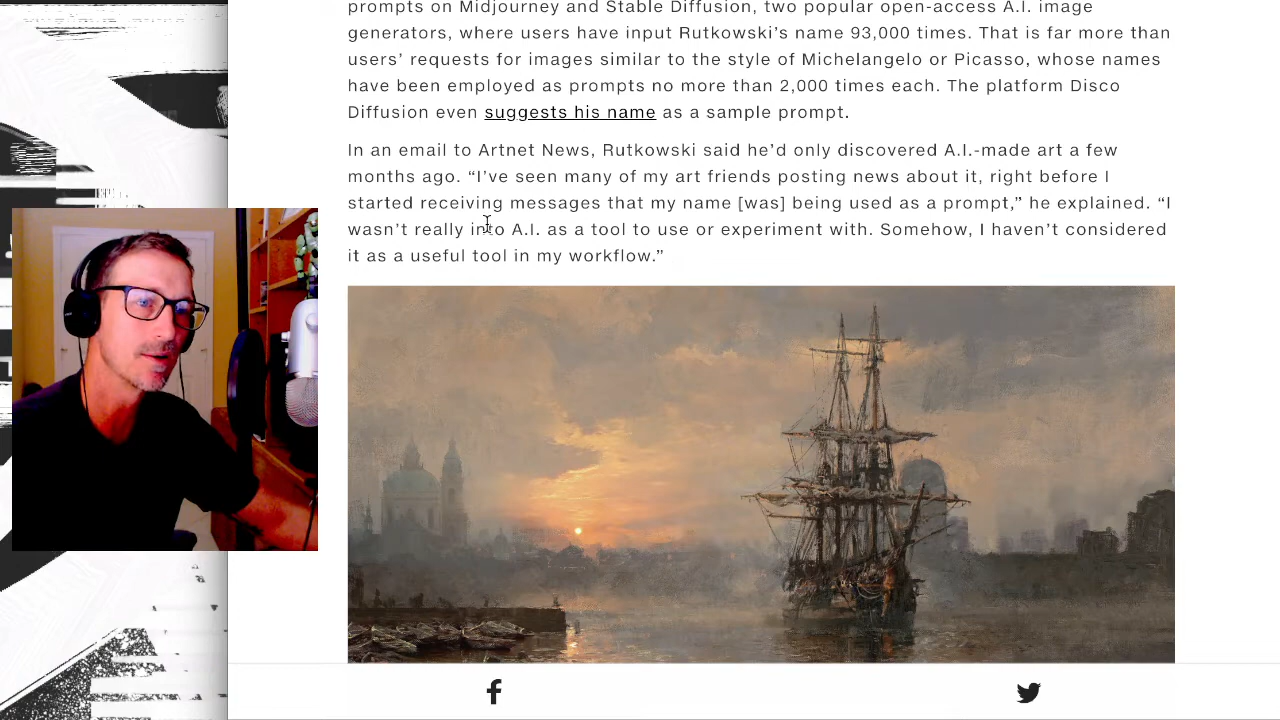 prompts on Midjourney and Stable Diffusion, two popular open-access A.I. image
generators, where users have input Rutkowski's name 93,000 times. That is far more than
users’ requests for images similar to the style of Michelangelo or Picasso, whose names
have been employed as prompts no more than 2,000 times each. The platform Disco
Diffusion even suggests his name as a sample prompt.
In an email to Artnet News, Rutkowski said he’d only discovered A.I.-made art a few
months ago. “I’ve seen many of my art friends posting news about it, right before I
started receiving messages that my name [was] being used as a prompt,” he explained. “I
wasn’t really into A.I. as a tool to use or experiment with. Somehow, I haven’t considered
it as a useful tool in my workflow.”